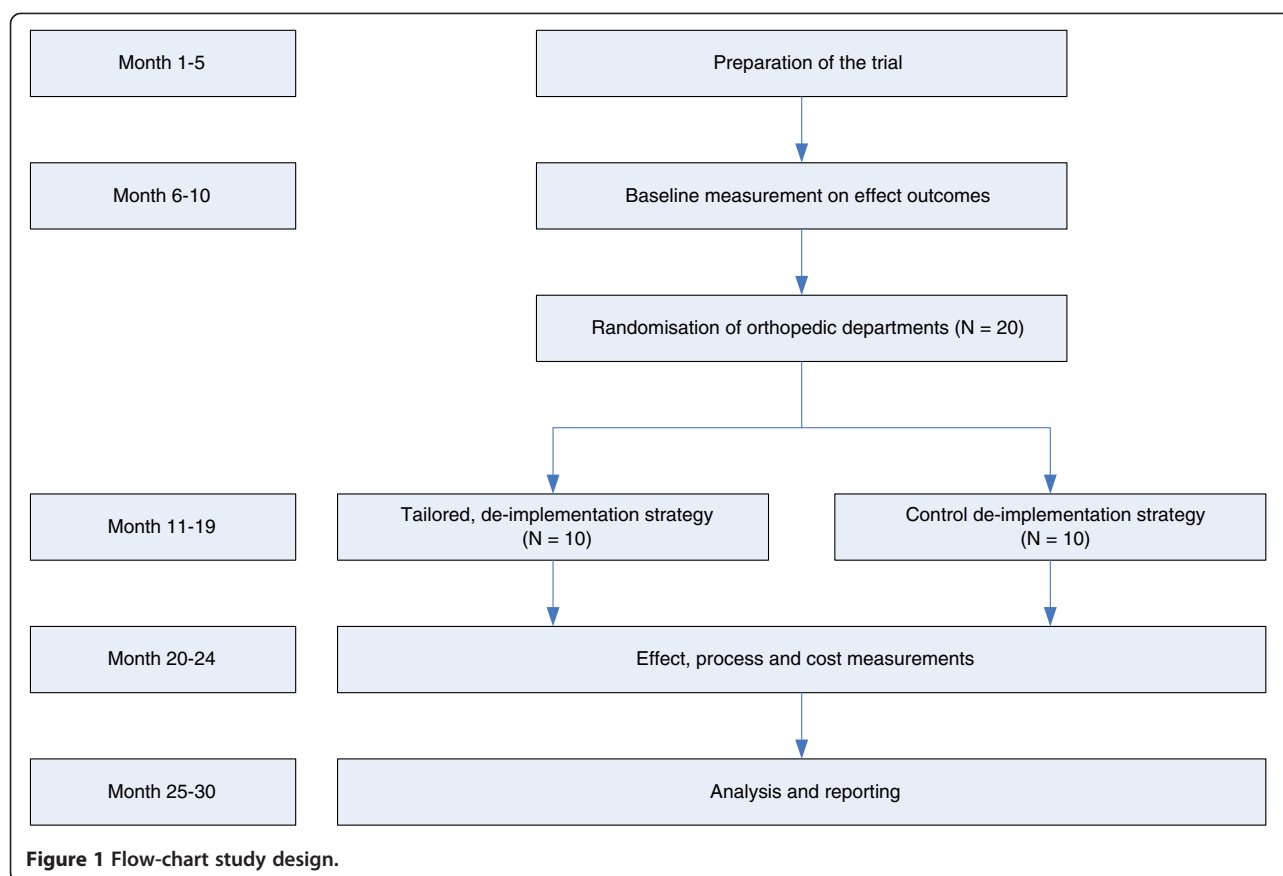 Month 1-5
Preparation of the trial
Month 6-10
Baseline measurement on effect outcomes
Randomisation of orthopedic departments (N = 20)
Month 11-19
Tailored, de-implementation strategy
(N = 10)
Control de-implementation strategy
(N = 10)
Month 20-24
Effect, process and cost measurements
Month 25-30
Analysis and reporting
Figure 1 Flow-chart study design.